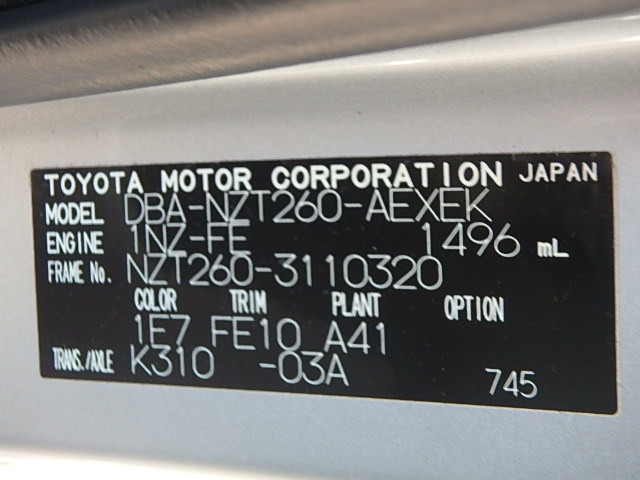 TOYOTA MOTOR CORPORATION JAPAN
MODEL DBA-NZT260-AEXEK
ENGINE 1NZ-FE 1496 mL
FRAME No. NZT260-3110320
COLOR TRIM PLANT OPTION
1E7 FE10 A41
TRANS./AXLE K310 -03A
745